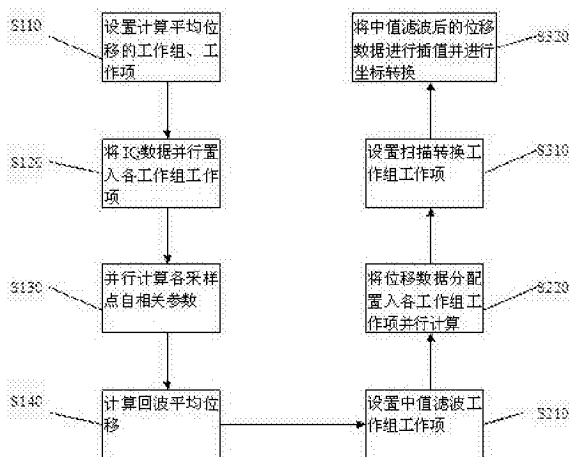 S110
设置计算平均位
移的工作组、工
作项
S120
将IQ数据并行置
入各工作组工作
项
S130
并行计算各采样
点自相关参数
S140
计算回波平均位
移
S210
设置中值滤波工
作组工作项
S220
将位移数据分配
置入各工作组工
作项并行计算
S310
设置扫描转换工
作组工作项
S320
将中值滤波后的位移
数据进行插值并进行
坐标转换